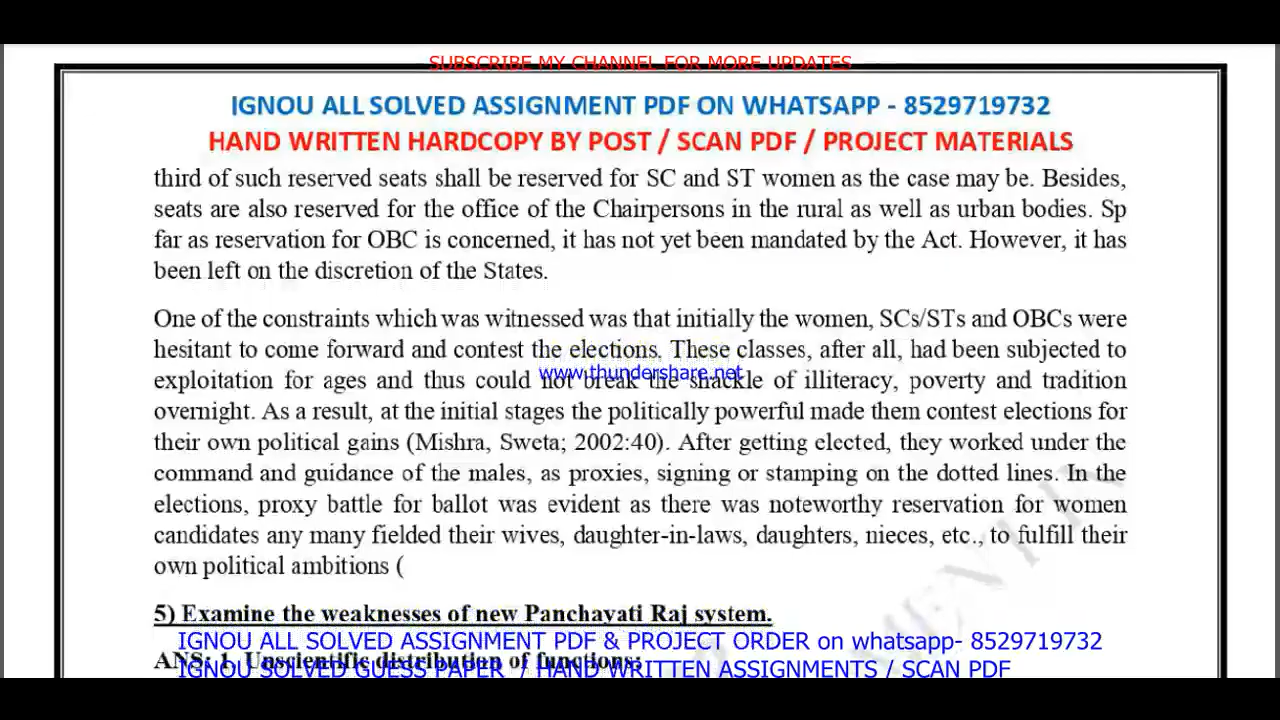 SUBSCRIBE MY CHANNEL FOR MORE UPDATES
IGNOU ALL SOLVED ASSIGNMENT PDF ON WHATSAPP - 8529719732
HAND WRITTEN HARDCOPY BY POST / SCAN PDF / PROJECT MATERIALS
third of such reserved seats shall be reserved for SC and ST women as the case may be. Besides,
seats are also reserved for the office of the Chairpersons in the rural as well as urban bodies. Sp
far as reservation for OBC is concerned, it has not yet been mandated by the Act. However, it has
been left on the discretion of the States.
One of the constraints which was witnessed was that initially the women, SCs/STs and OBCs were
hesitant to come forward and contest the elections. These classes, after all, had been subjected to
www.thundershare.net
exploitation for ages and thus could not break the shackle of illiteracy, poverty and tradition
overnight. As a result, at the initial stages the politically powerful made them contest elections for
their own political gains (Mishra, Sweta; 2002:40). After getting elected, they worked under the
command and guidance of the males, as proxies, signing or stamping on the dotted lines. In the
elections, proxy battle for ballot was evident as there was noteworthy reservation for women
candidates any many fielded their wives, daughter-in-laws, daughters, nieces, etc., to fulfill their
own political ambitions (
5) Examine the weaknesses of new Panchayati Raj system.
IGNOU ALL SOLVED ASSIGNMENT PDF & PROJECT ORDER on whatsapp- 8529719732
ANS: 1. Unscientific distribution of functions:
IGNOU SOLVED GUESS PAPER / HAND WRITTEN ASSIGNMENTS / SCAN PDF